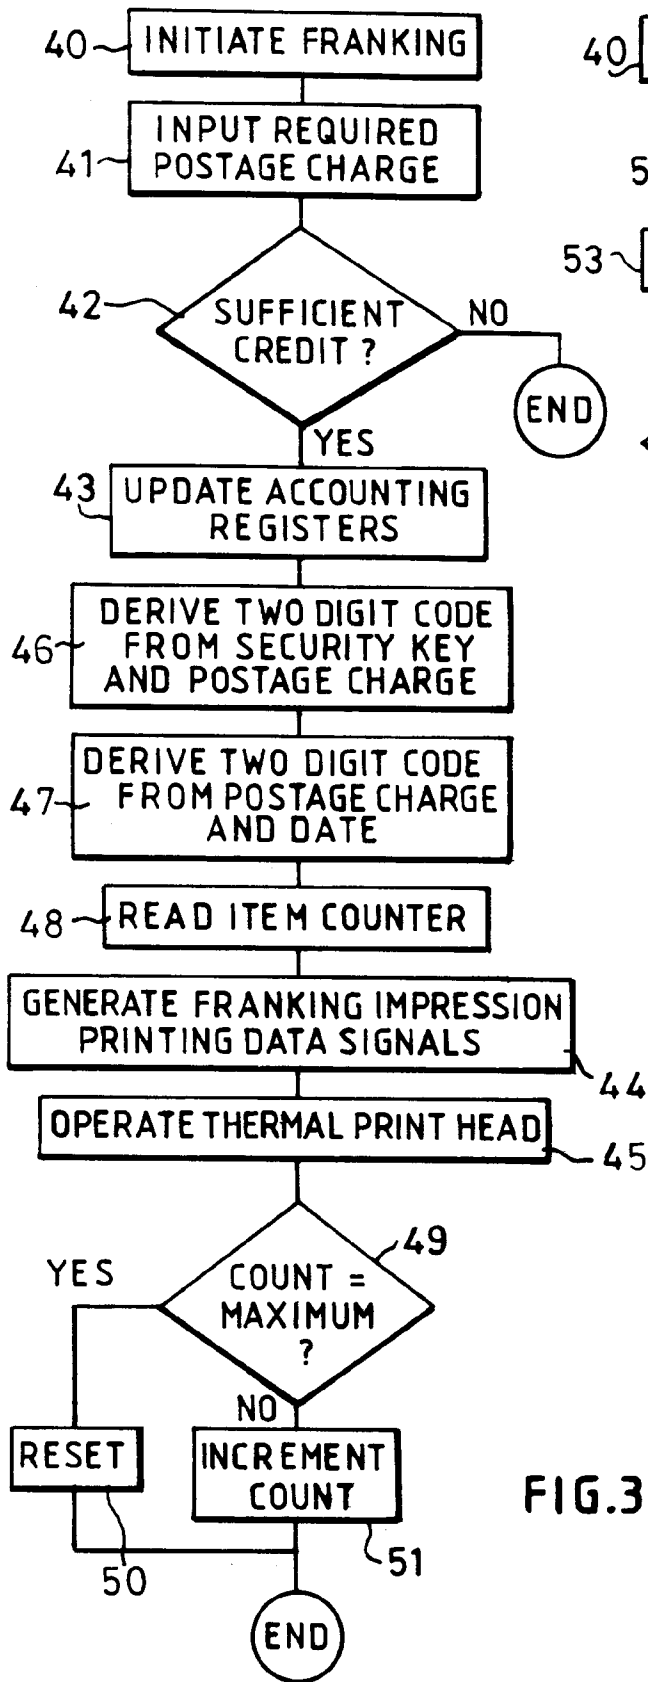 40 INITIATE FRANKING
40
41 INPUT REQUIRED
POSTAGE CHARGE
5
53
42 SUFFICIENT
CREDIT ?
NO
END
YES
43 UPDATE ACCOUNTING
REGISTERS
46 DERIVE TWO DIGIT CODE
FROM SECURITY KEY
AND POSTAGE CHARGE
47 DERIVE TWO DIGIT CODE
FROM POSTAGE CHARGE
AND DATE
48 READ ITEM COUNTER
GENERATE FRANKING IMPRESSION
PRINTING DATA SIGNALS
44
OPERATE THERMAL PRINT HEAD
45
49
YES
COUNT =
MAXIMUM
?
NO
RESET
50
INCREMENT
COUNT
51
END
FIG.3